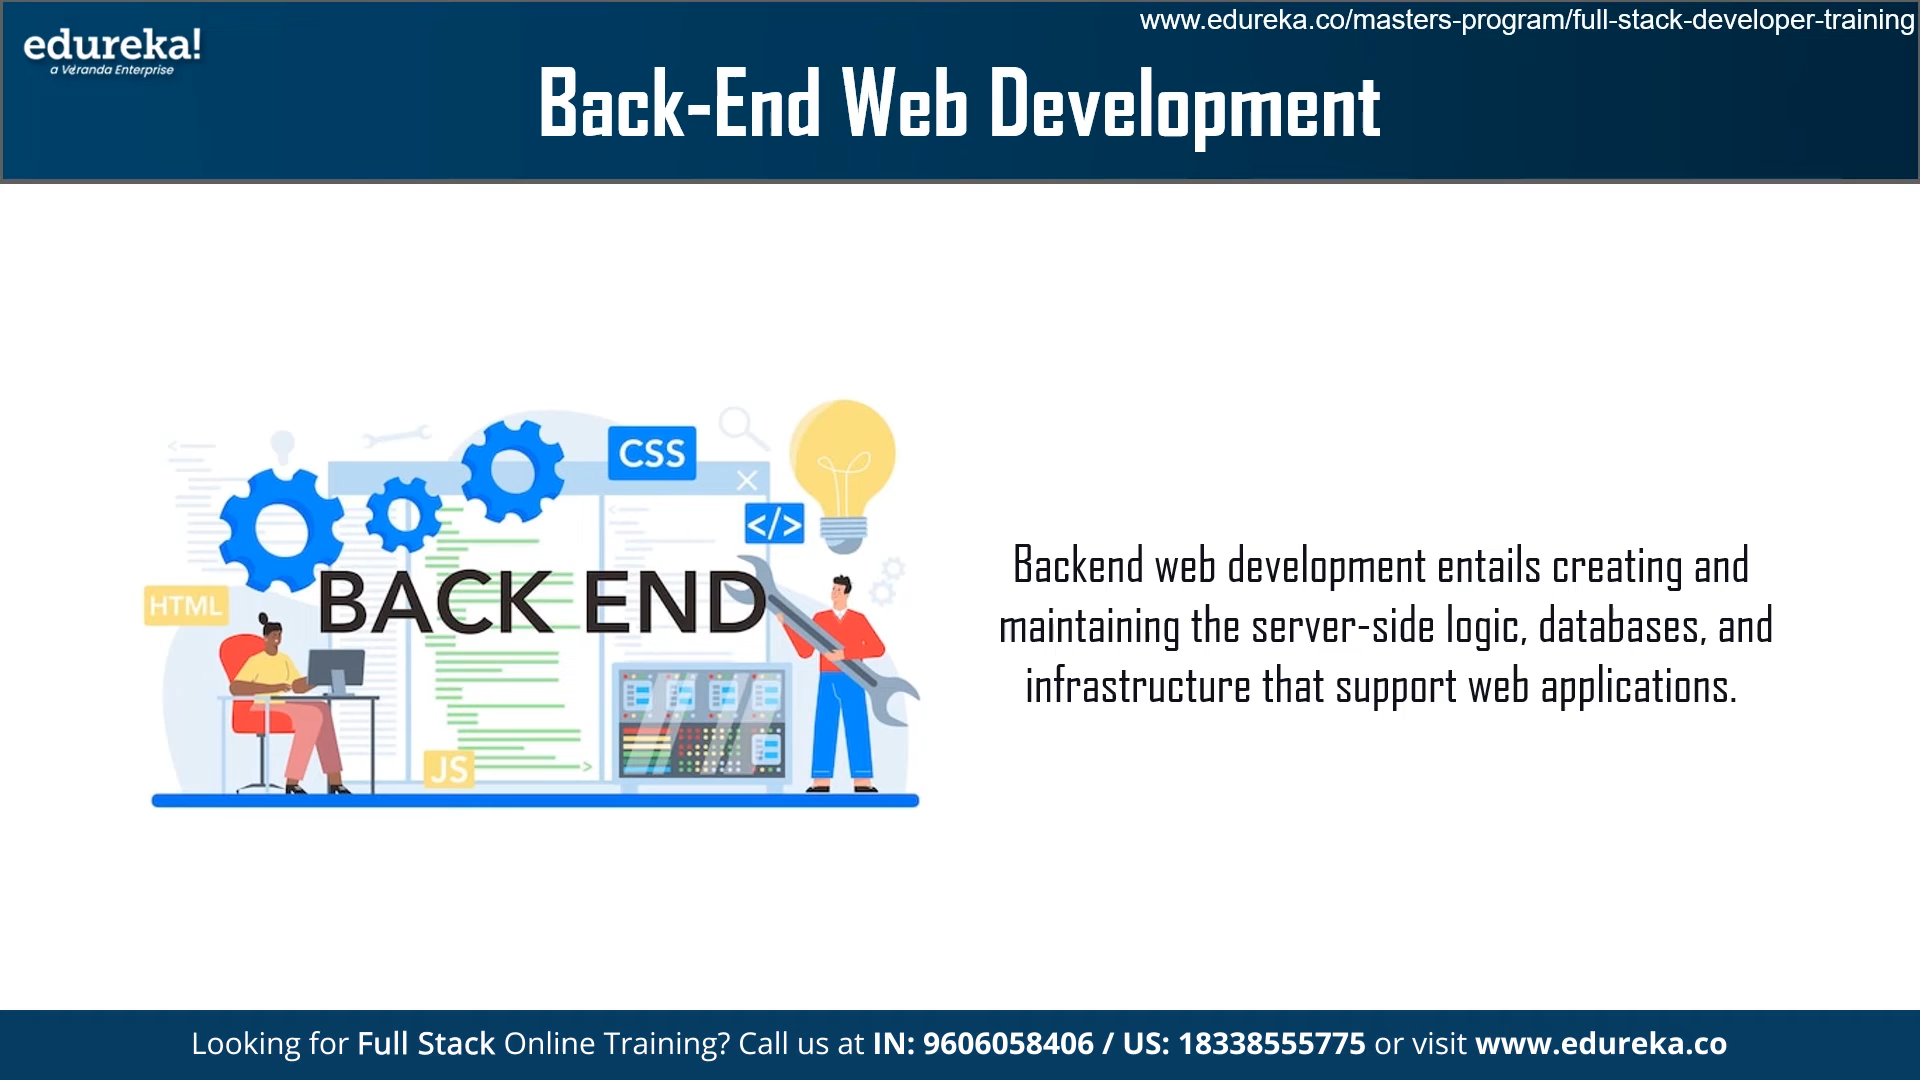 www.edureka.co/masters-program/full-stack-developer-training
edureka!
a Veranda Enterprise
Back-End Web Development
CSS
</>
HTML
BACK END
JS
Backend web development entails creating and
maintaining the server-side logic, databases, and
infrastructure that support web applications.
Looking for Full Stack Online Training? Call us at IN: 9606058406 / US: 18338555775 or visit www.edureka.co